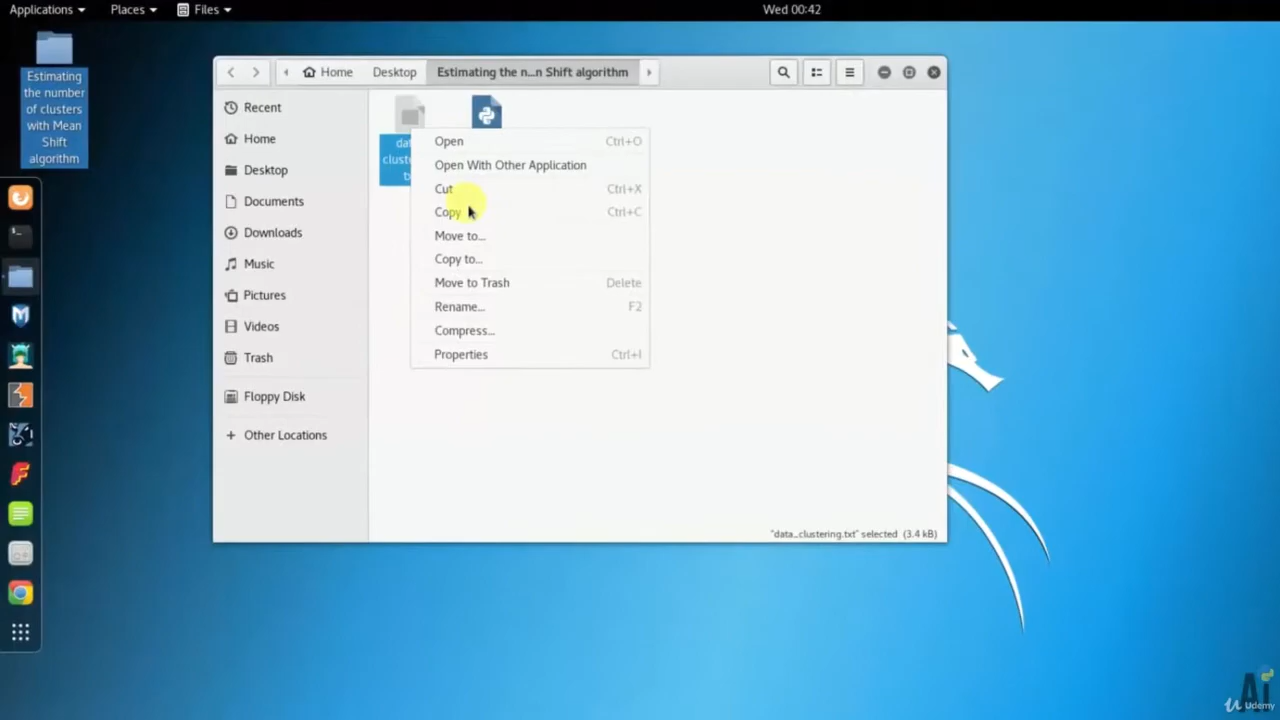 Applications
Places
Files
Wed 00:42
Estimating
the number
of clusters
with Mean
Shift
algorithm
Home
Desktop
Estimating the n...n Shift algorithm
Recent
Home
Desktop
Documents
Downloads
Music
Pictures
Videos
Trash
Floppy Disk
+ Other Locations
Open Ctrl+O
Open With Other Application
Cut Ctrl+X
Copy Ctrl+C
Move to...
Copy to...
Move to Trash Delete
Rename... F2
Compress...
Properties Ctrl+I
"data_clustering.txt" selected (3.4 kB)
Ai
Udemy